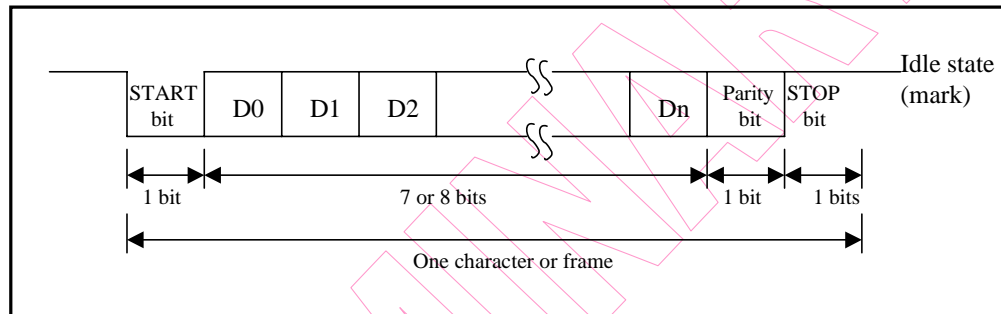 Idle state
(mark)
START
bit
D0 D1 D2 Dn
Parity
bit
STOP
bit
1 bit 7 or 8 bits 1 bit 1 bits
One character or frame